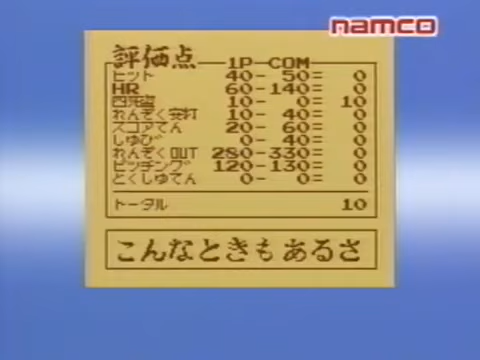 namco
評価点 1P-COM
ヒット 40- 50= 0
HR 60-140= 0
四死盗 10- 0= 10
れんぞく安打 10- 40= 0
スコアてん 20- 60= 0
しゅび 0- 40= 0
れんぞくOUT 280-330= 0
ピッチング 120-130= 0
とくしゅてん 0- 0= 0
トータル 10
こんなときもあるさ